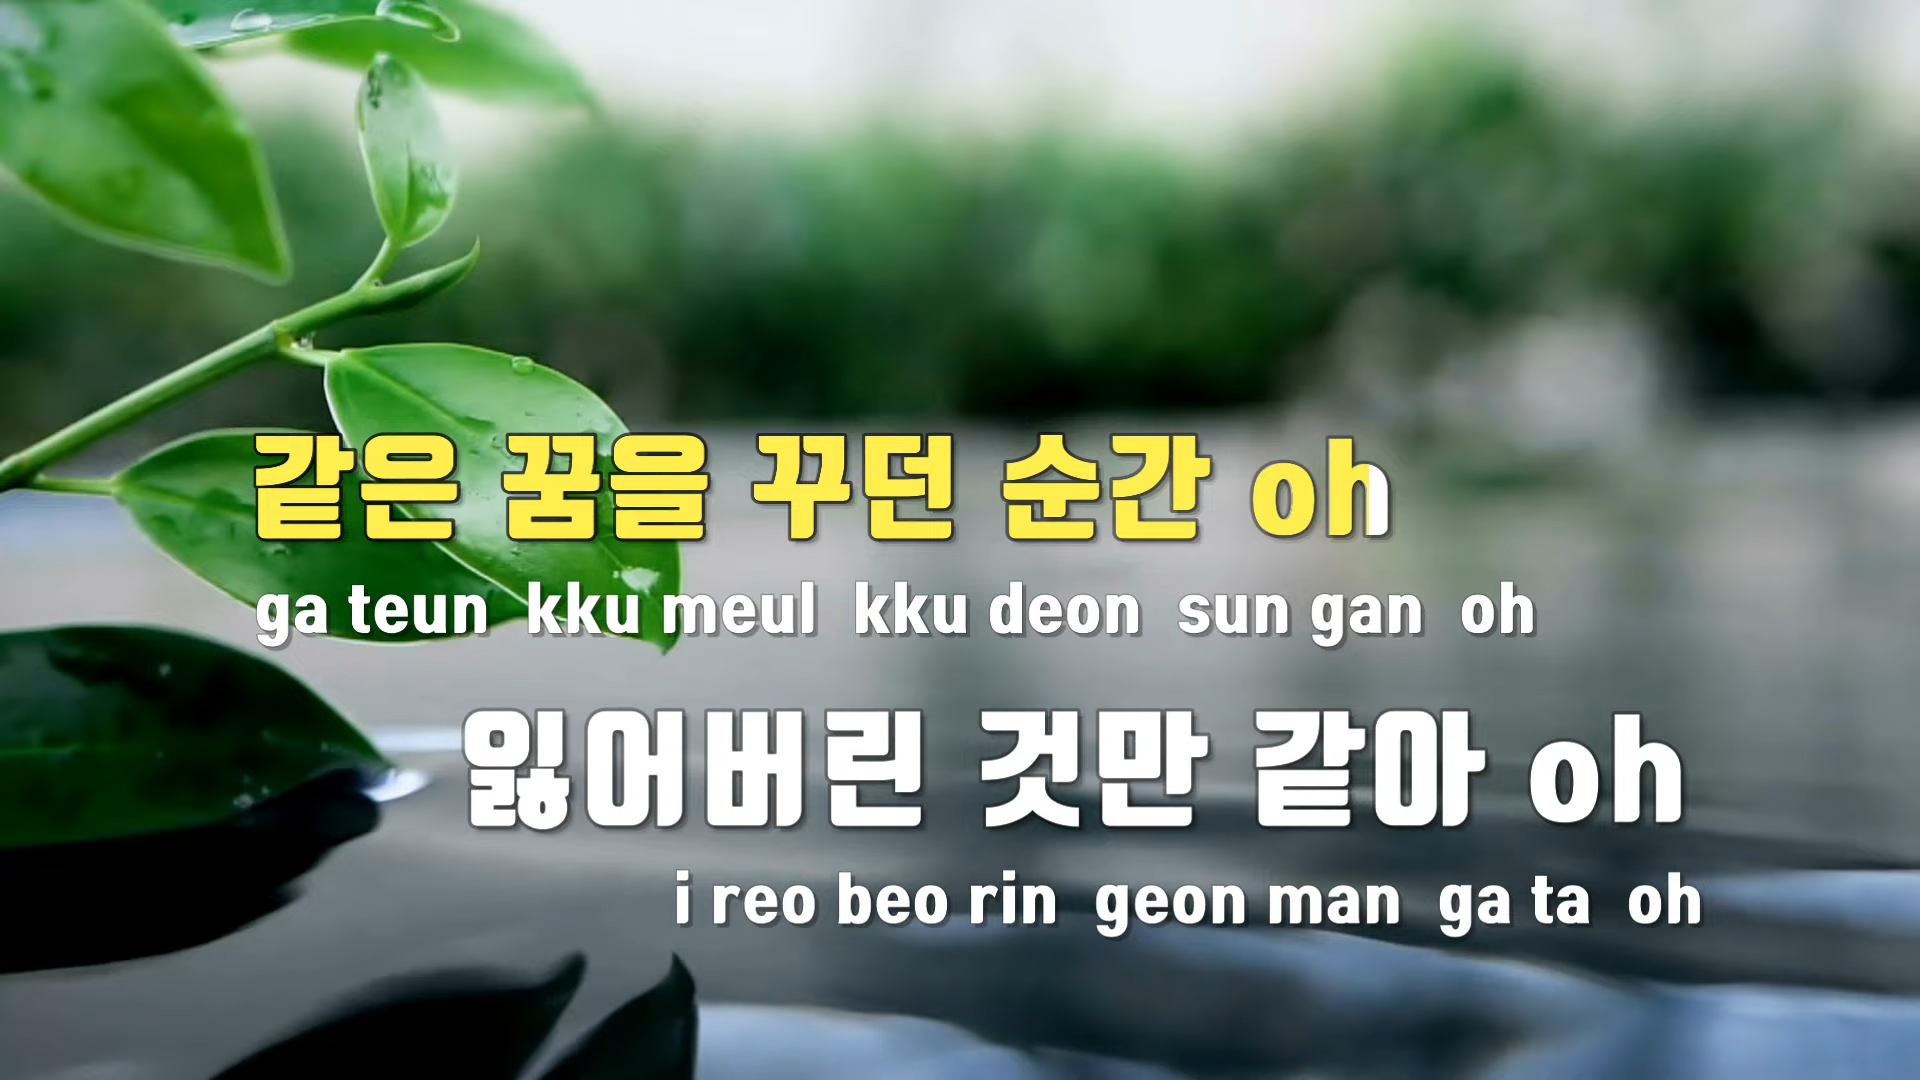 같은 꿈을 꾸던 순간 oh
ga teun kku meul kku deon sun gan oh
잃어버린 것만 같아 oh
i reo beo rin geon man ga ta oh